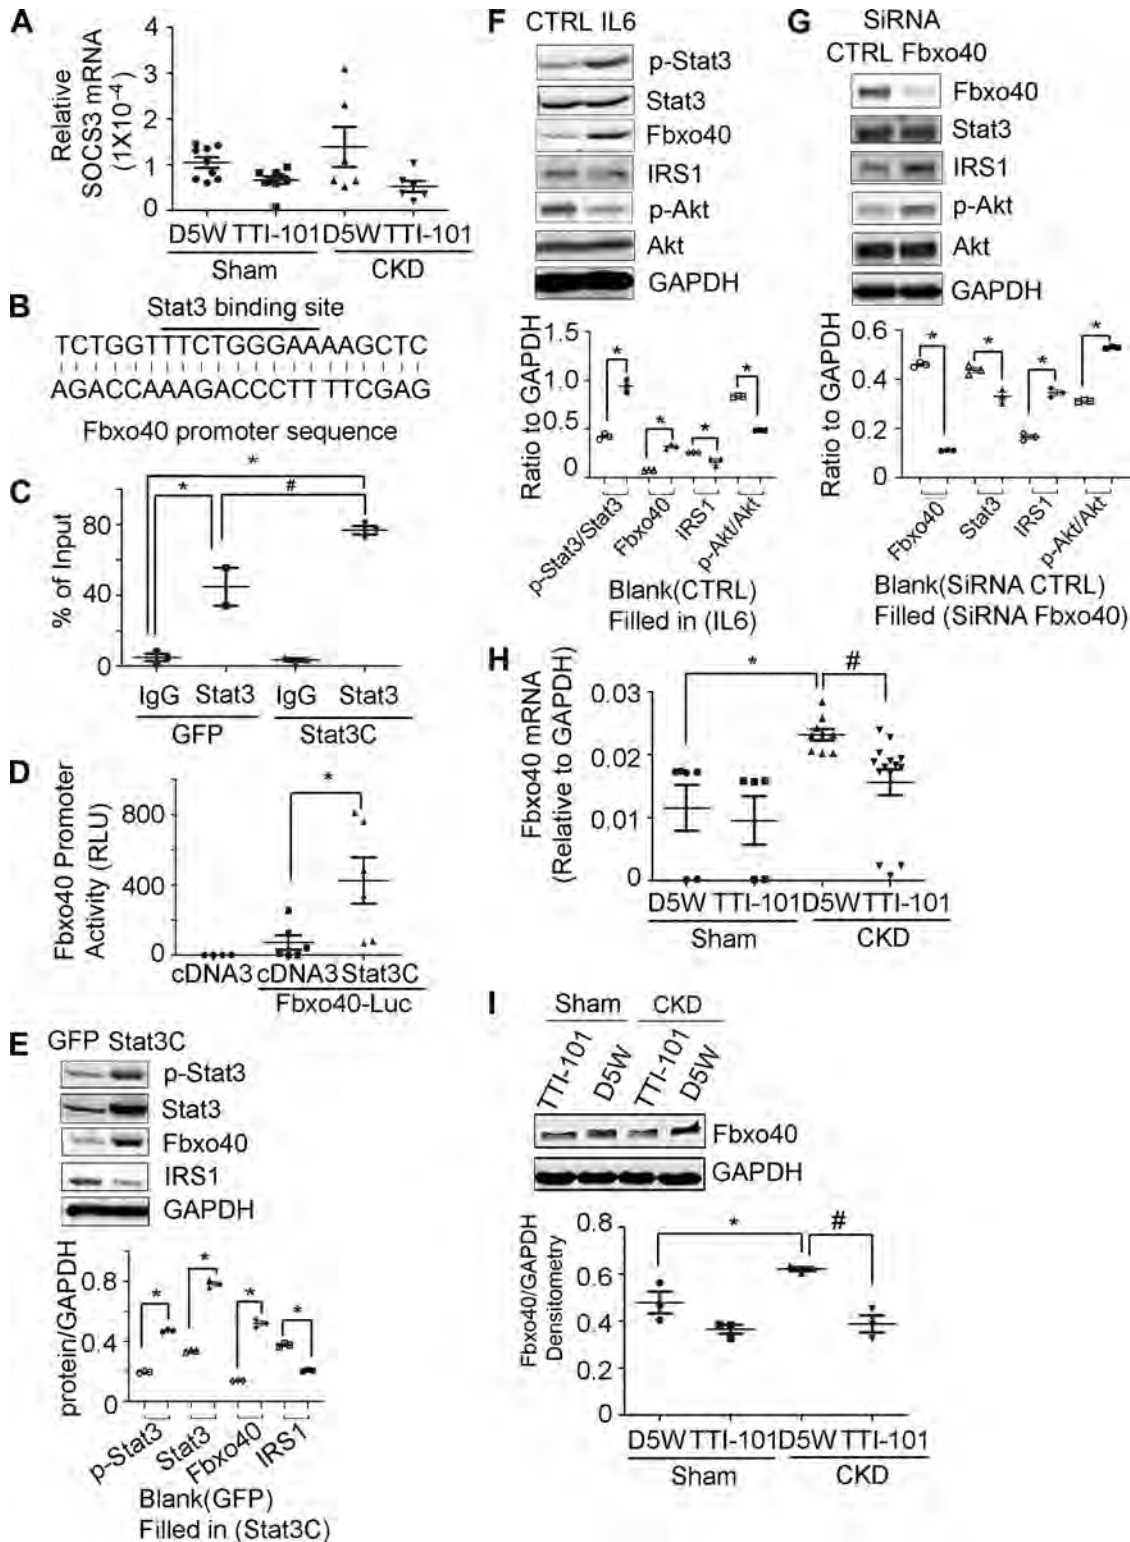 A
Relative
SOCS3 mRNA
(1X10⁻⁴)
4
3
2
1
0
D5W TTI-101 D5W TTI-101
Sham CKD
B
Stat3 binding site
TCTGGTTTCTGGGAAAAGCTC
AGACCAAAGACCCTTTTCGAG
Fbxo40 promoter sequence
C
% of Input
80
40
0
* * #
IgG Stat3 IgG Stat3
GFP Stat3C
D
Fbxo40 Promoter
Activity (RLU)
800
400
0
*
cDNA3 cDNA3 Stat3C
Fbxo40-Luc
E
GFP Stat3C
p-Stat3
Stat3
Fbxo40
IRS1
GAPDH
protein/GAPDH
0.8
0.4
0
* * * *
p-Stat3 Stat3 Fbxo40 IRS1
Blank(GFP)
Filled in (Stat3C)
F
CTRL IL6
p-Stat3
Stat3
Fbxo40
IRS1
p-Akt
Akt
GAPDH
Ratio to GAPDH
1.5
1.0
0.5
0
* * * *
p-Stat3/Stat3 Fbxo40 IRS1 p-Akt/Akt
Blank(CTRL)
Filled in (IL6)
G
SiRNA
CTRL Fbxo40
Fbxo40
Stat3
IRS1
p-Akt
Akt
GAPDH
Ratio to GAPDH
0.6
0.4
0.2
0
* * * *
Fbxo40 Stat3 IRS1 p-Akt/Akt
Blank(SiRNA CTRL)
Filled (SiRNA Fbxo40)
H
Fbxo40 mRNA
(Relative to GAPDH)
0.03
0.02
0,01
0
* #
D5W TTI-101 D5W TTI-101
Sham CKD
I
Sham CKD
TTI-101 D5W TTI-101 D5W
Fbxo40
GAPDH
Fbxo40/GAPDH
Densitometry
0.8
0.6
0.4
0.2
0
* #
D5W TTI-101 D5W TTI-101
Sham CKD